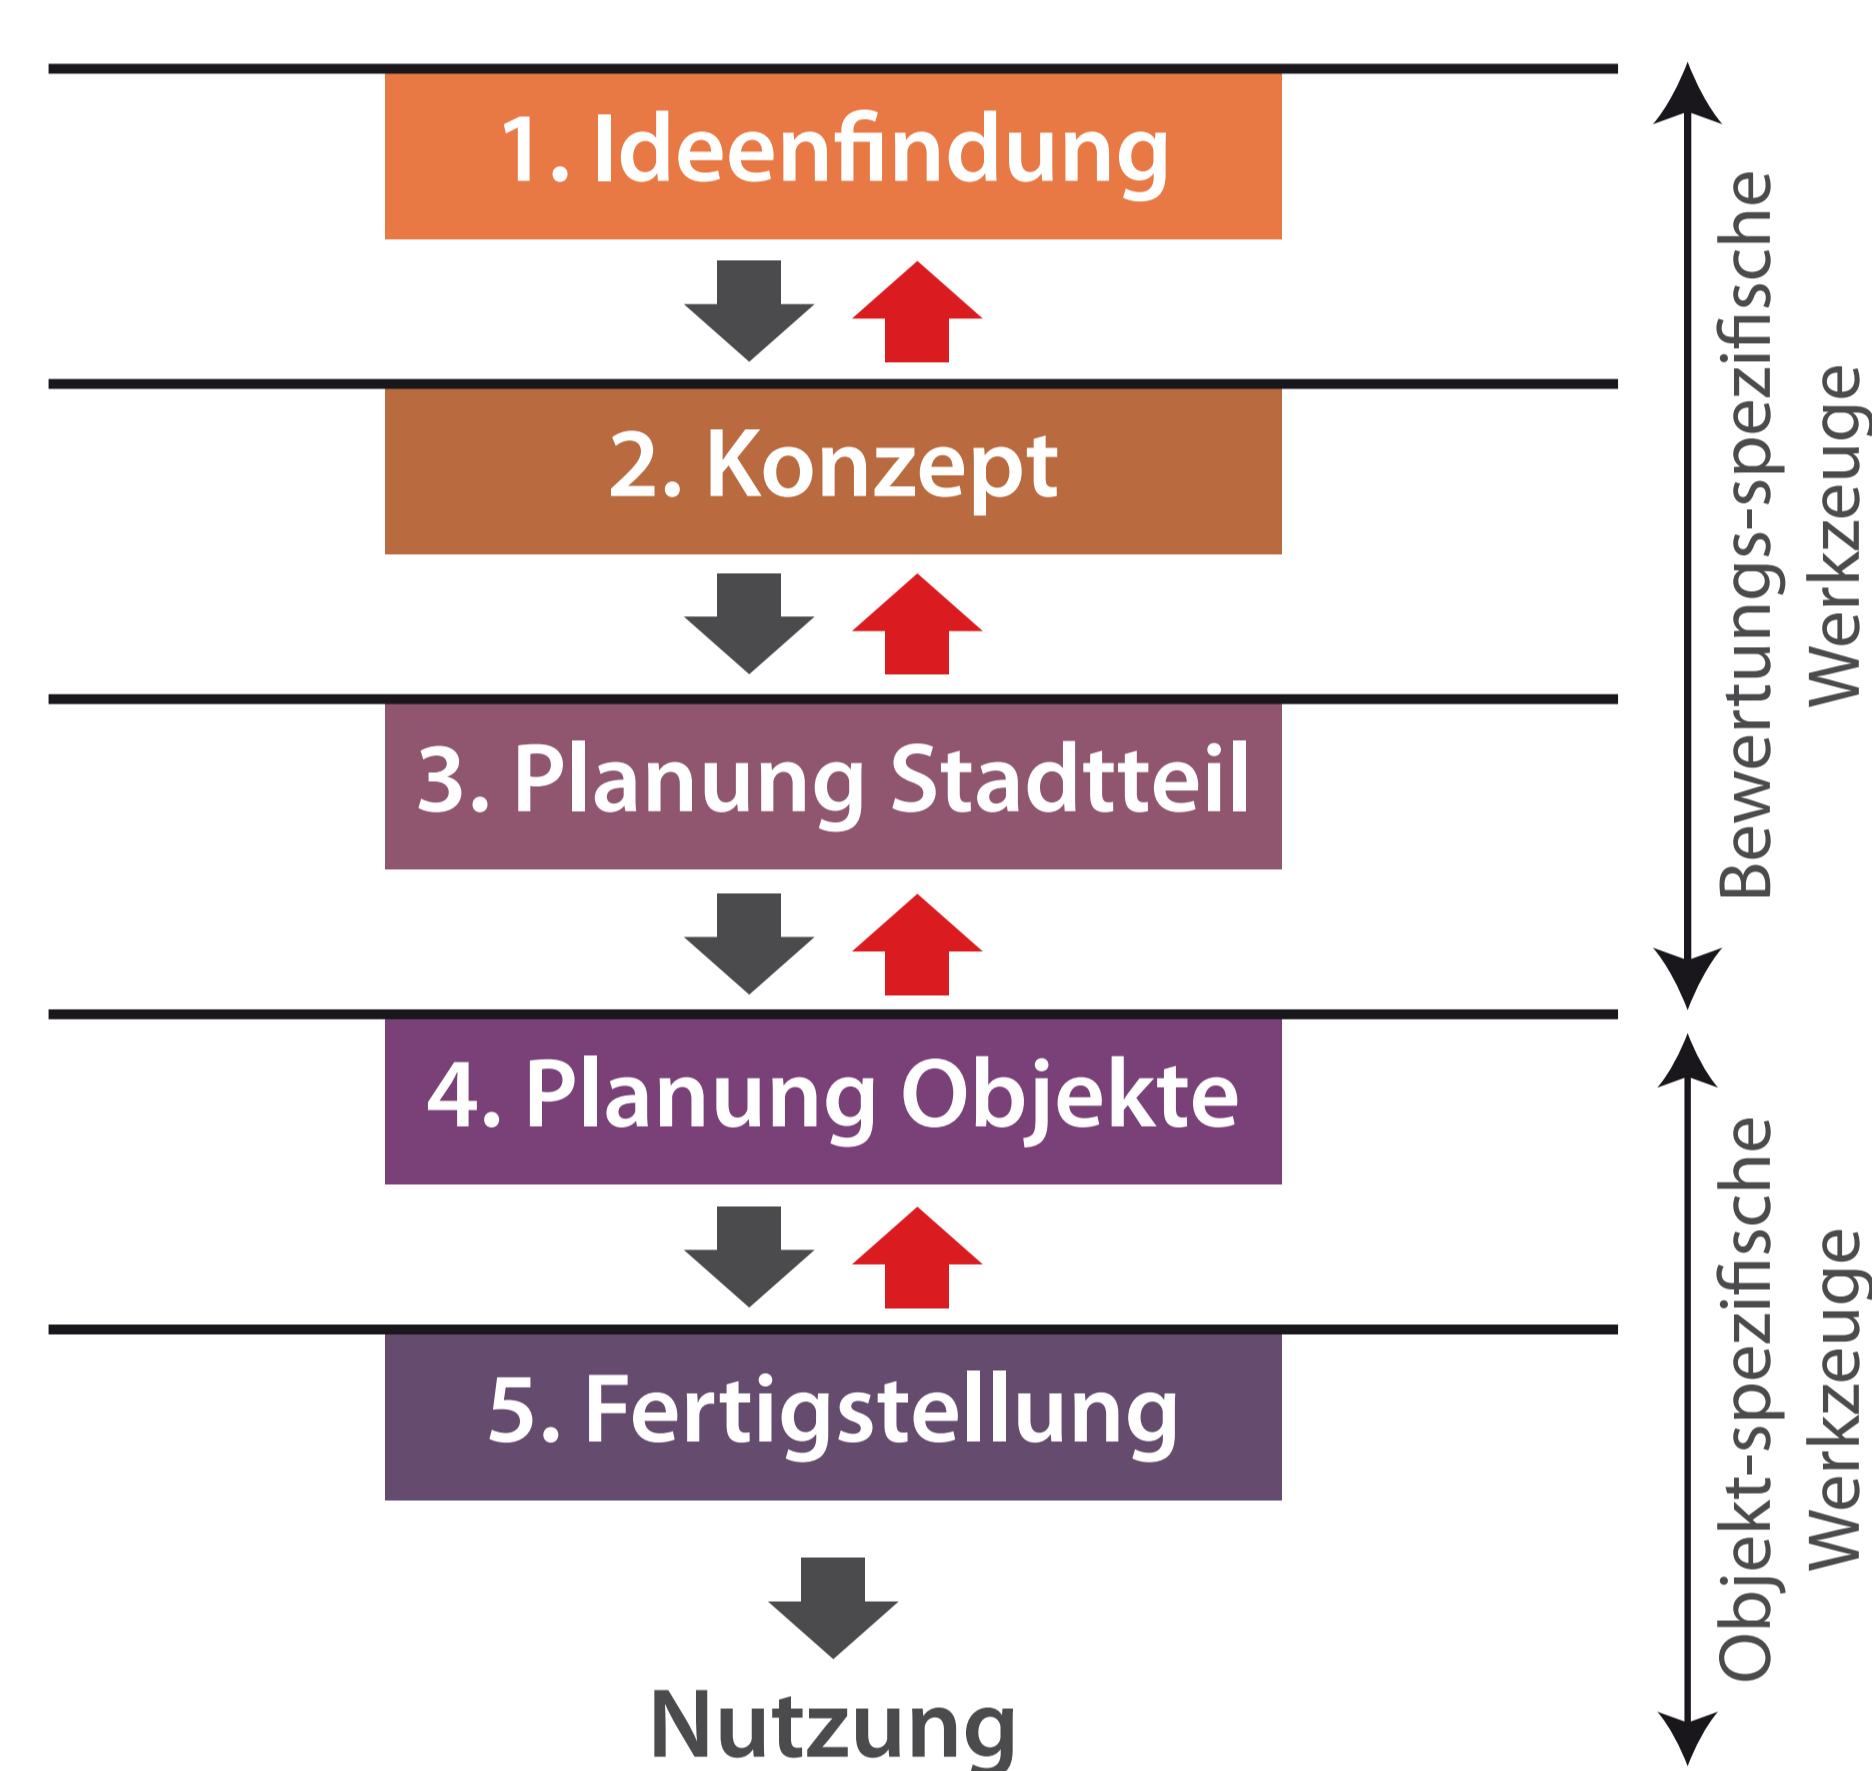 1. Ideenfindung
2. Konzept
3. Planung Stadtteil
4. Planung Objekte
5. Fertigstellung
Nutzung
Bewertungs-spezifische
Werkzeuge
Objekt-spezifische
Werkzeuge